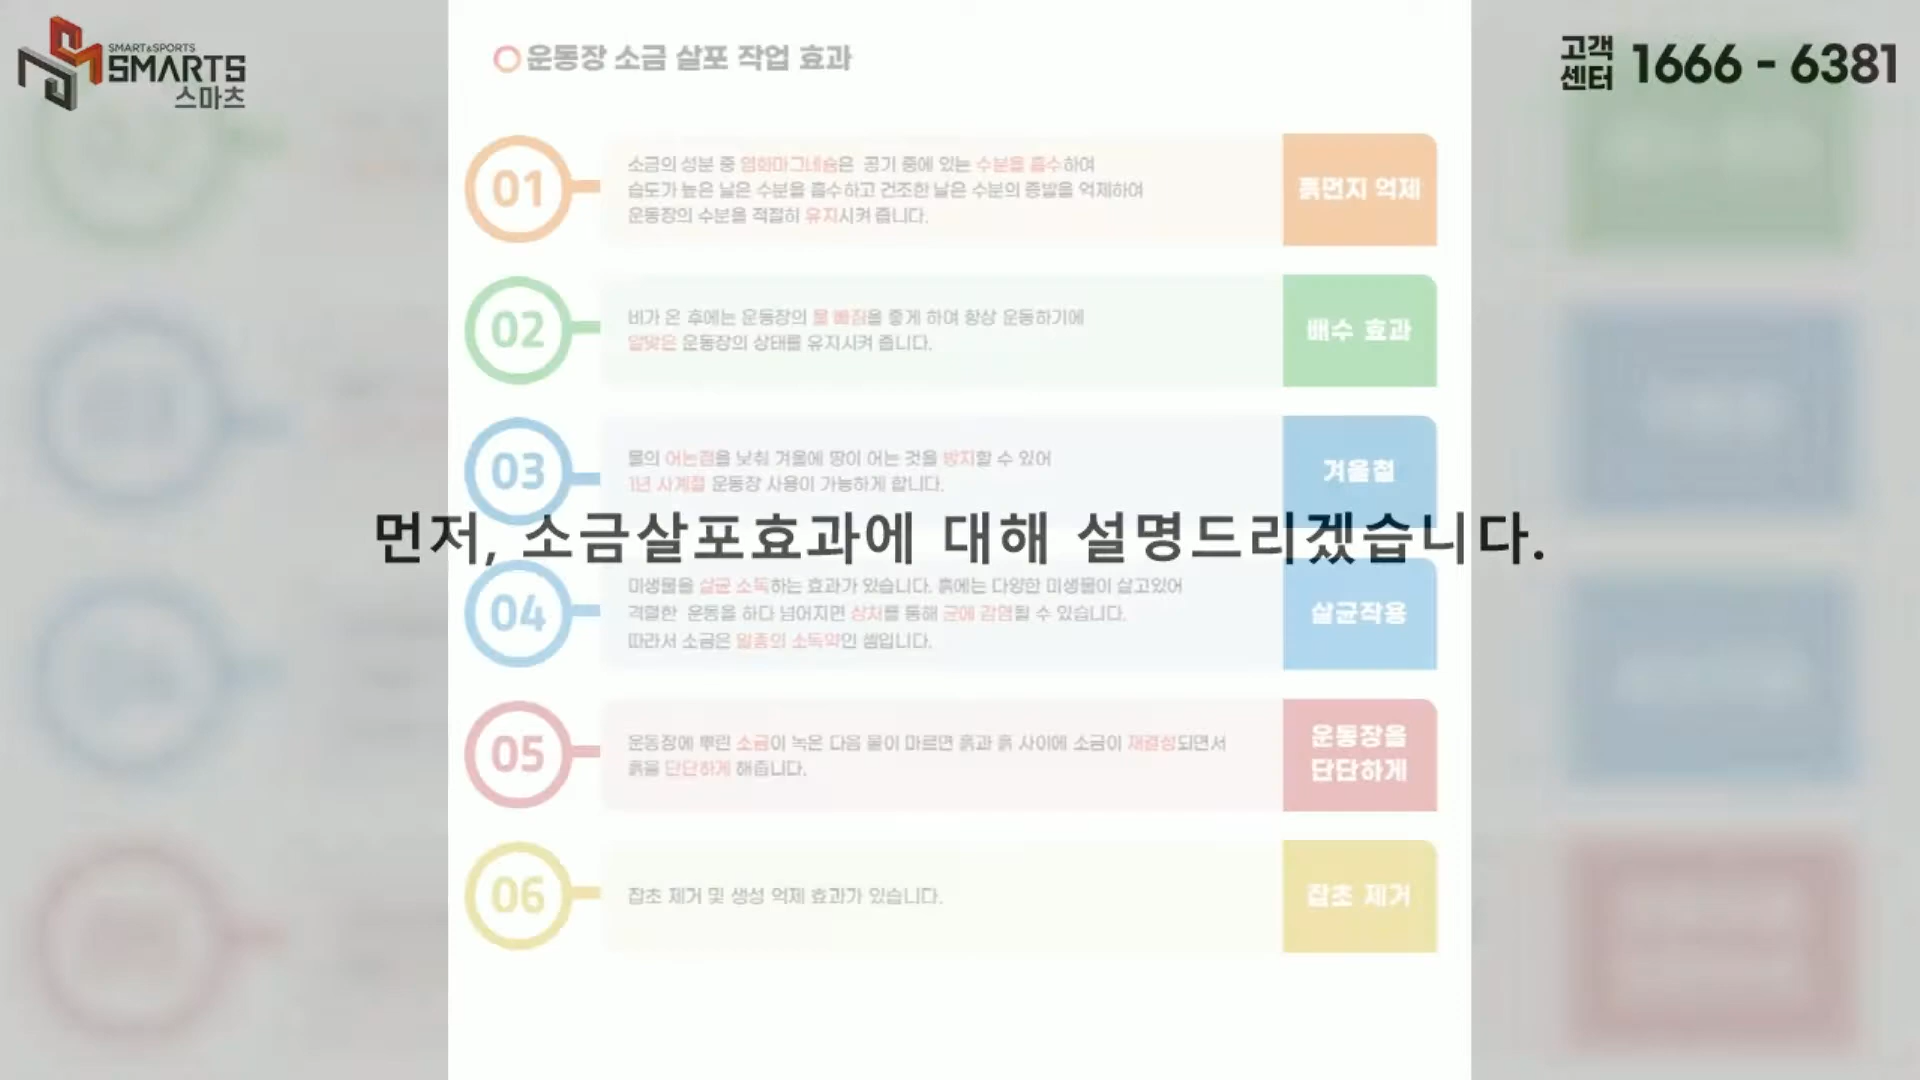 SMART&SPORTS
SMARTS
스마츠
고객
센터 1666 - 6381
운동장 소금 살포 작업 효과
01
소금의 성분 중 염화마그네슘은 공기 중에 있는 수분을 흡수하여
습도가 높은 날은 수분을 흡수하고 건조한 날은 수분의 증발을 억제하여
운동장의 수분을 적절히 유지시켜 줍니다.
흙먼지 억제
02
비가 온 후에는 운동장의 물 빠짐을 좋게 하여 항상 운동하기에
알맞은 운동장의 상태를 유지시켜 줍니다.
배수 효과
03
물의 어는점을 낮춰 겨울에 땅이 어는 것을 방지할 수 있어
1년 사계절 운동장 사용이 가능하게 합니다.
겨울철
먼저, 소금살포효과에 대해 설명드리겠습니다.
04
미생물을 살균 소독하는 효과가 있습니다. 흙에는 다양한 미생물이 살고있어
격렬한 운동을 하다 넘어지면 상처를 통해 균에 감염될 수 있습니다.
따라서 소금은 일종의 소독약인 셈입니다.
살균작용
05
운동장에 뿌린 소금이 녹은 다음 물이 마르면 흙과 흙 사이에 소금이 재결성되면서
흙을 단단하게 해줍니다.
운동장을
단단하게
06
잡초 제거 및 생성 억제 효과가 있습니다.
잡초 제거